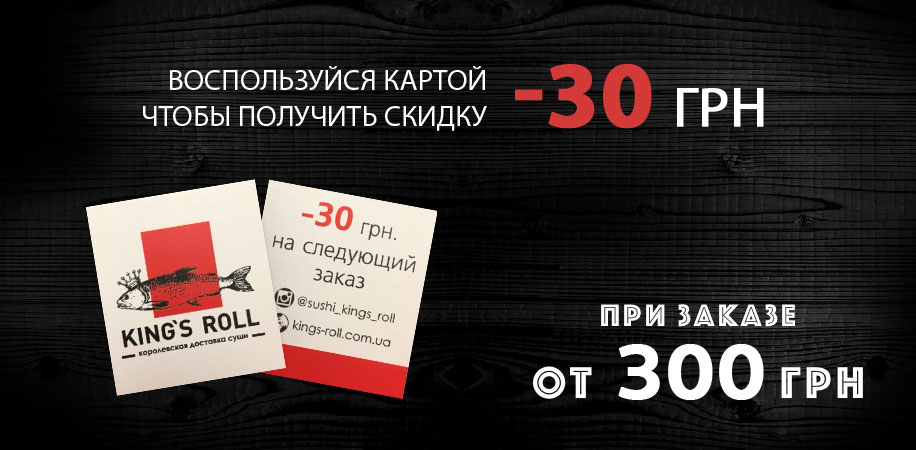 ВОСПОЛЬЗУЙСЯ КАРТОЙ
ЧТОБЫ ПОЛУЧИТЬ СКИДКУ
-30 ГРН
KING'S ROLL
королевская доставка суши
-30 грн.
на следующий
заказ
@sushi_kings_roll
kings-roll.com.ua
ПРИ ЗАКАЗЕ
ОТ 300 ГРН